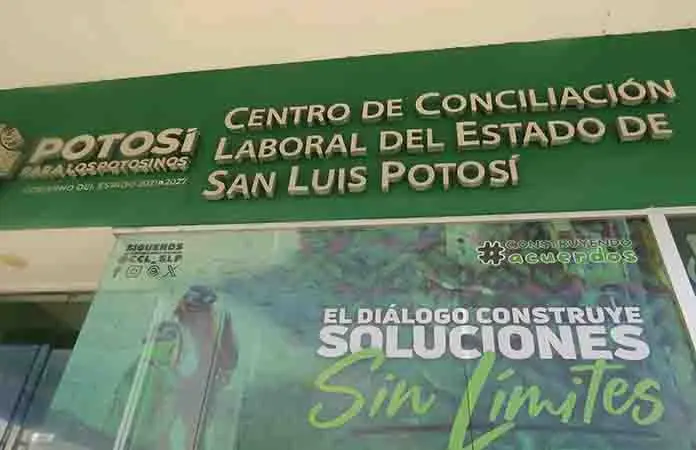 POTOSÍ
PARA LOS POTOSINOS
GOBIERNO DEL ESTADO 2021-2027
CENTRO DE CONCILIACIÓN
LABORAL DEL ESTADO DE
SAN LUIS POTOSÍ
SIGUENOS
@CCL_SLP
#CONSTRUYENDO
acuerdos
EL DIÁLOGO CONSTRUYE
SOLUCIONES
Sin Límites